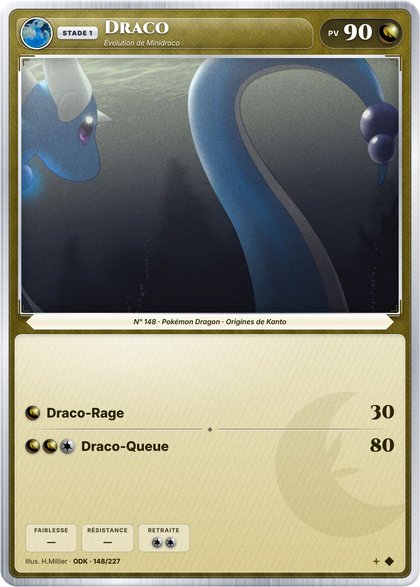 STADE 1 DRACO PV 90
Évolution de Minidraco
N° 148 · Pokémon Dragon · Origines de Kanto
Draco-Rage 30
Draco-Queue 80
FAIBLESSE RÉSISTANCE RETRAITE
— —
Illus. H.Millier · ODK · 148/227